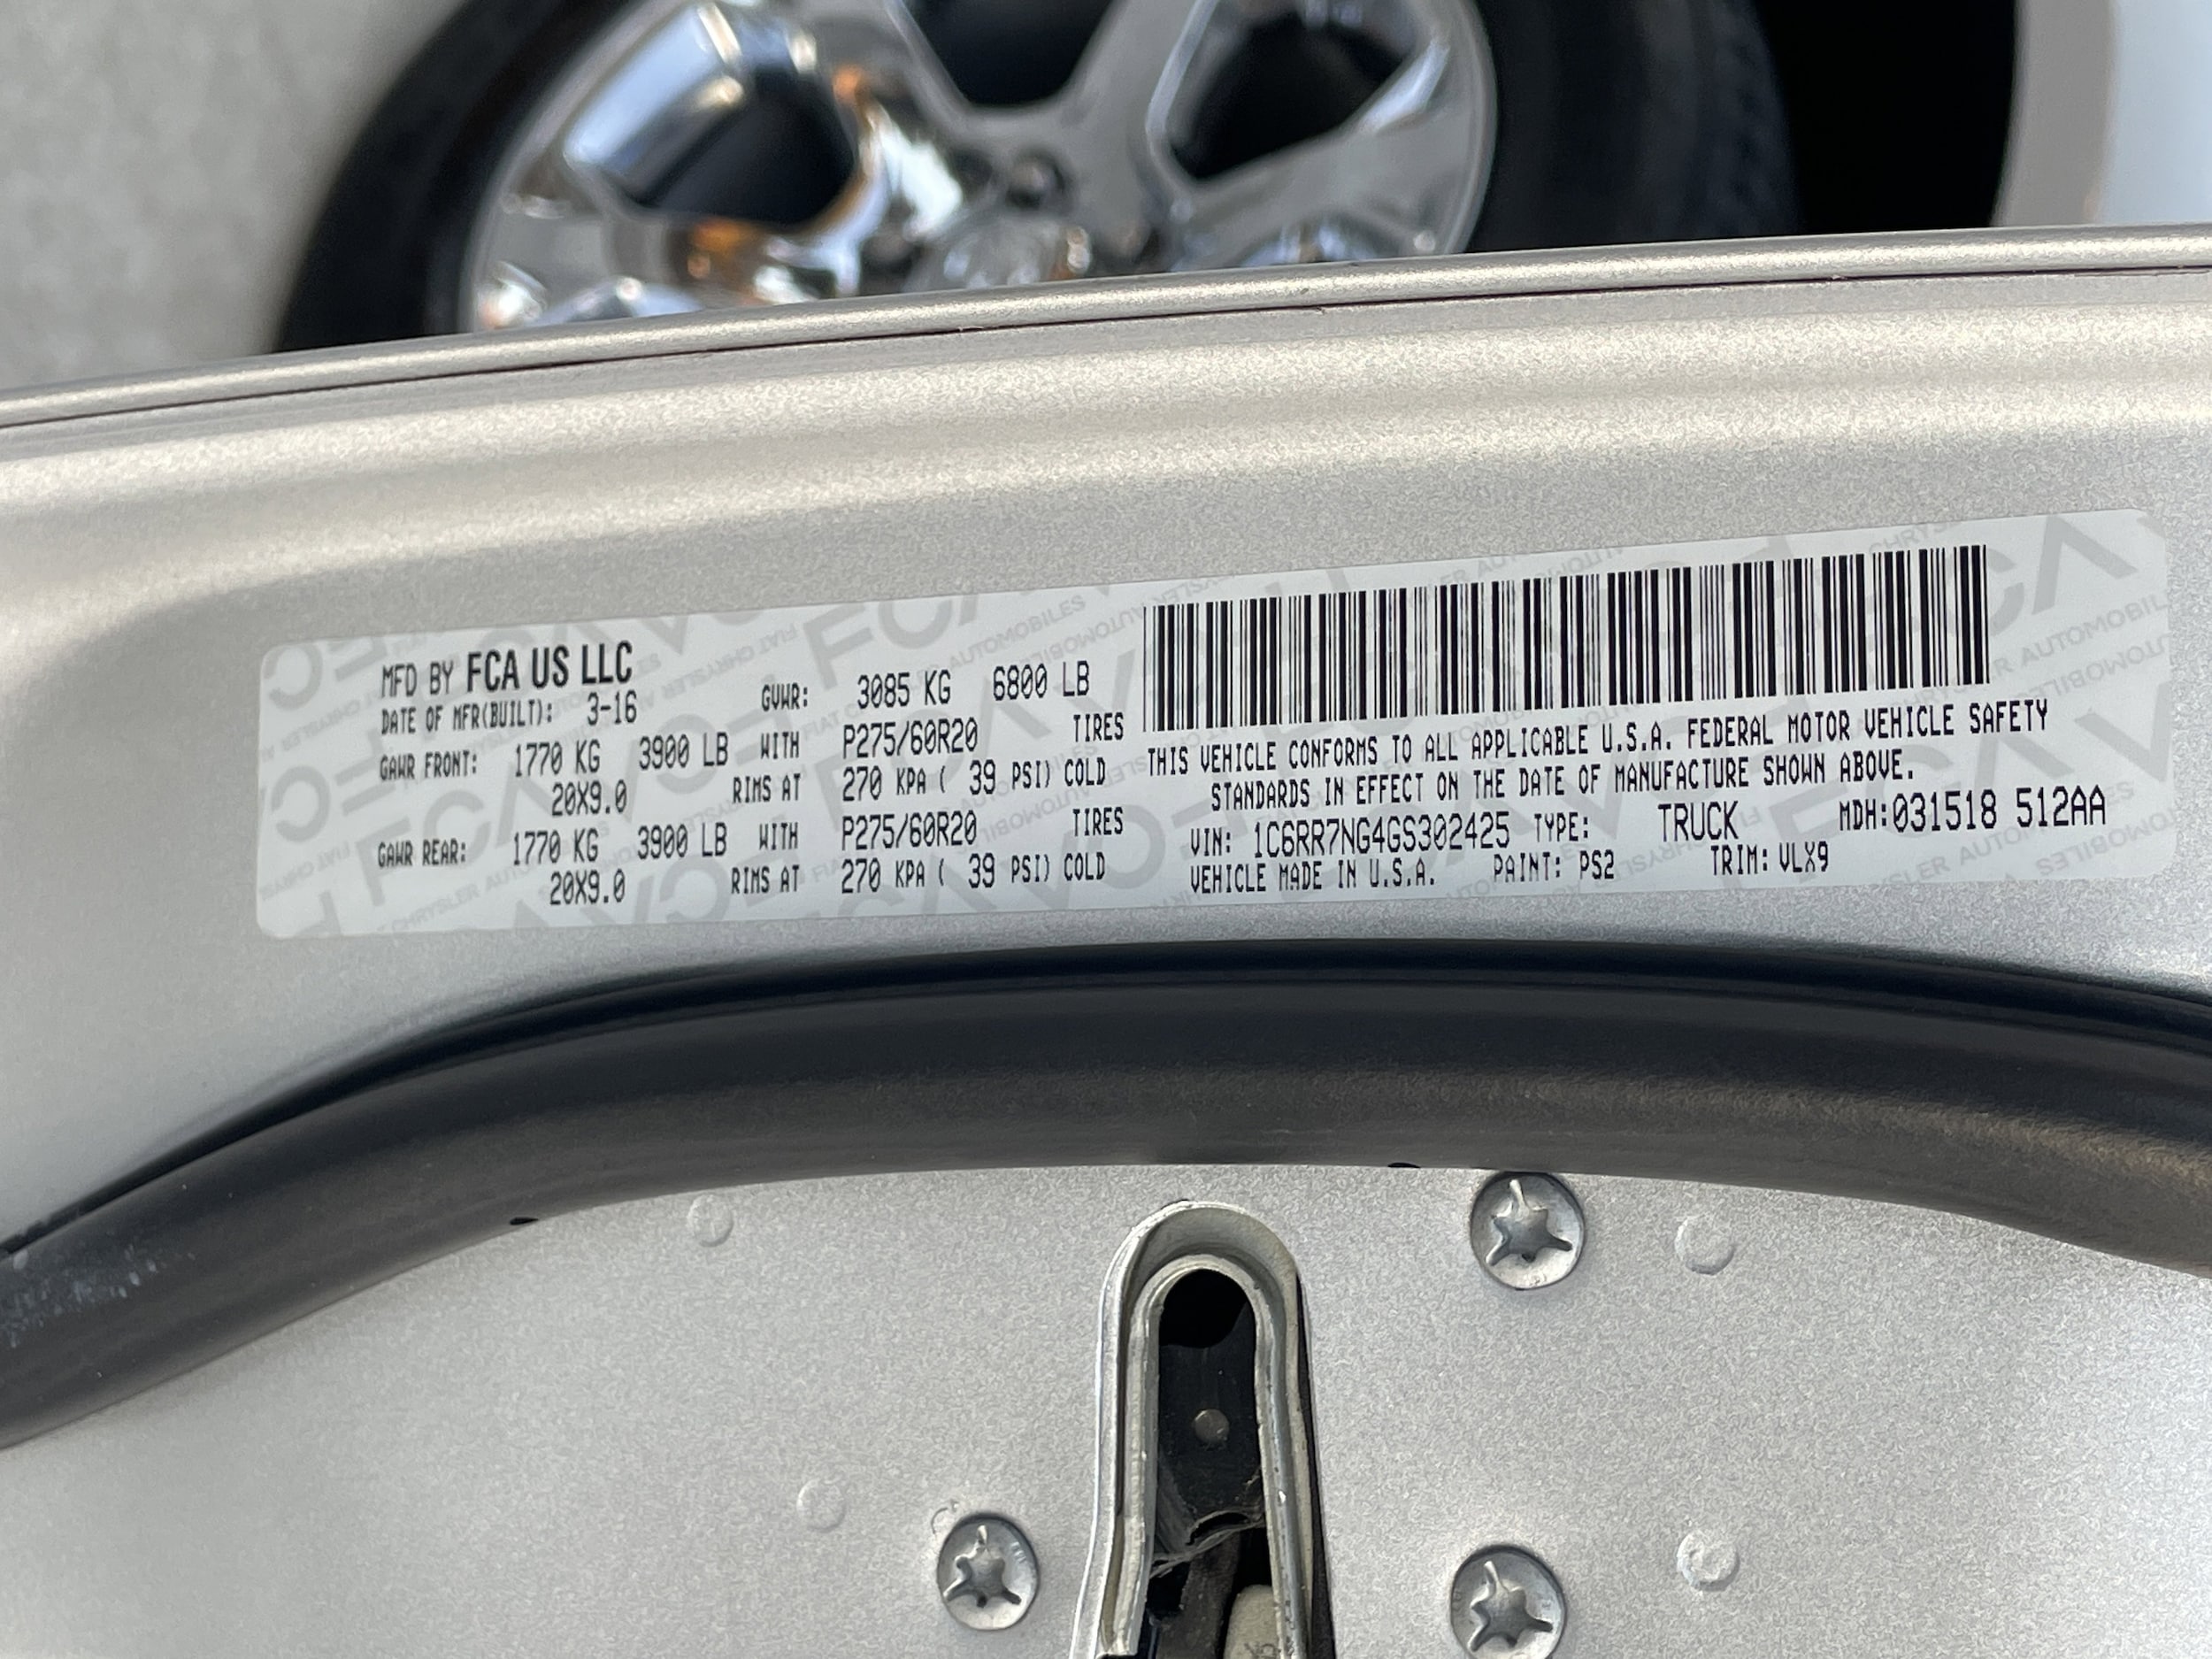 MFD BY FCA US LLC
DATE OF MFR(BUILT): 3-16 GVWR: 3085 KG 6800 LB
GAWR FRONT: 1770 KG 3900 LB WITH P275/60R20 TIRES
20X9.0 RIMS AT 270 KPA ( 39 PSI) COLD
GAWR REAR: 1770 KG 3900 LB WITH P275/60R20 TIRES
20X9.0 RIMS AT 270 KPA ( 39 PSI) COLD
THIS VEHICLE CONFORMS TO ALL APPLICABLE U.S.A. FEDERAL MOTOR VEHICLE SAFETY
STANDARDS IN EFFECT ON THE DATE OF MANUFACTURE SHOWN ABOVE.
VIN: 1C6RR7NG4GS302425 TYPE: TRUCK MDH:031518 512AA
VEHICLE MADE IN U.S.A. PAINT: PS2 TRIM: VLX9